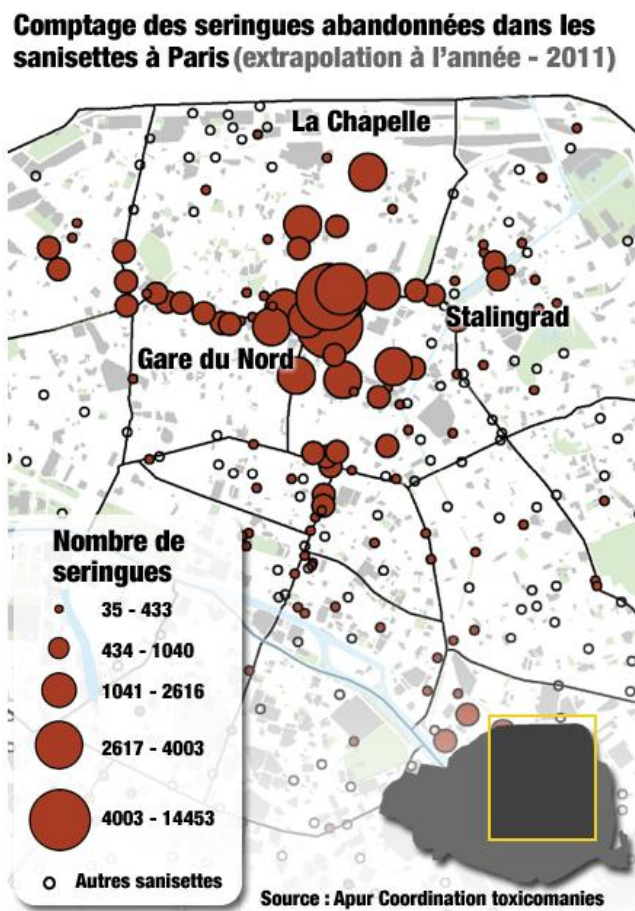 Comptage des seringues abandonnées dans les
sanisettes à Paris (extrapolation à l'année - 2011)
La Chapelle
Stalingrad
Gare du Nord
Nombre de
seringues
35 - 433
434 - 1040
1041 - 2616
2617 - 4003
4003 - 14453
Autres sanisettes
Source : Apur Coordination toxicomanies